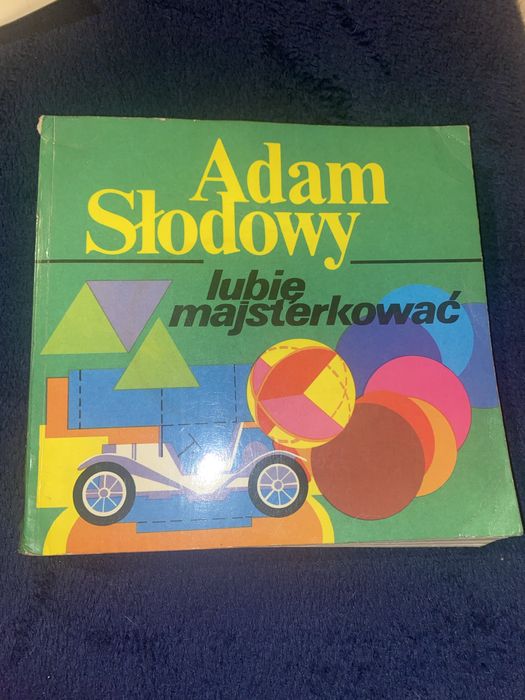 Adam
Słodowy
lubię
majsterkować